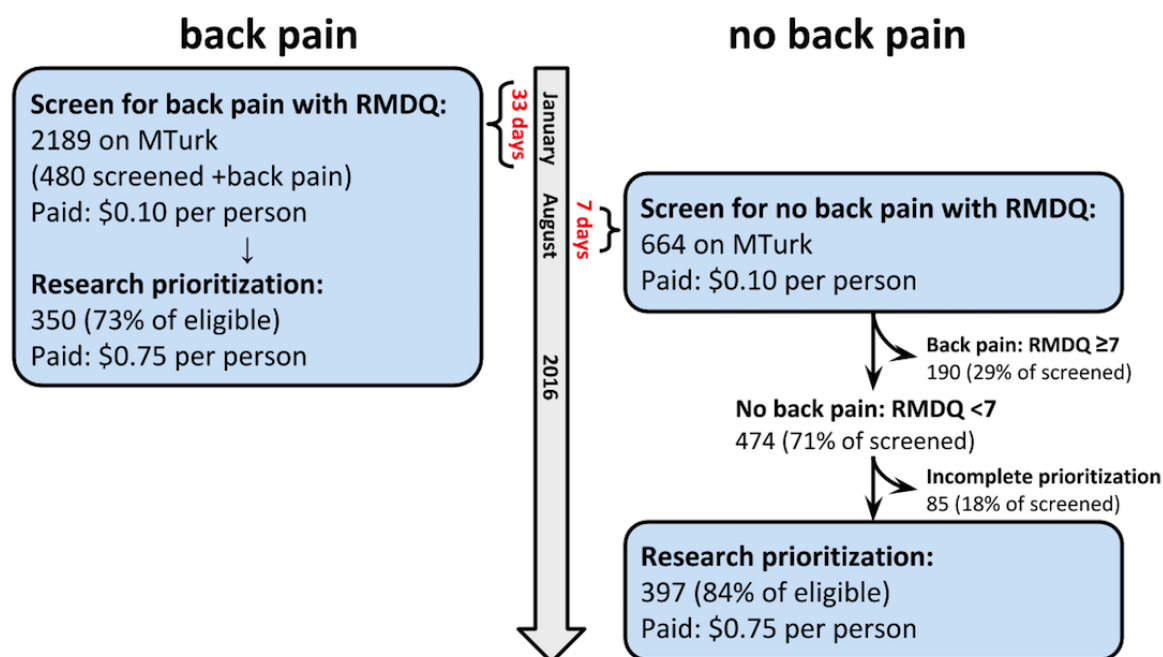 back pain
no back pain
Screen for back pain with RMDQ:
2189 on MTurk
(480 screened +back pain)
Paid: $0.10 per person
↓
Research prioritization:
350 (73% of eligible)
Paid: $0.75 per person
33 days
January
August
2016
7 days
Screen for no back pain with RMDQ:
664 on MTurk
Paid: $0.10 per person
Back pain: RMDQ ≥7
190 (29% of screened)
No back pain: RMDQ <7
474 (71% of screened)
Incomplete prioritization
85 (18% of screened)
Research prioritization:
397 (84% of eligible)
Paid: $0.75 per person